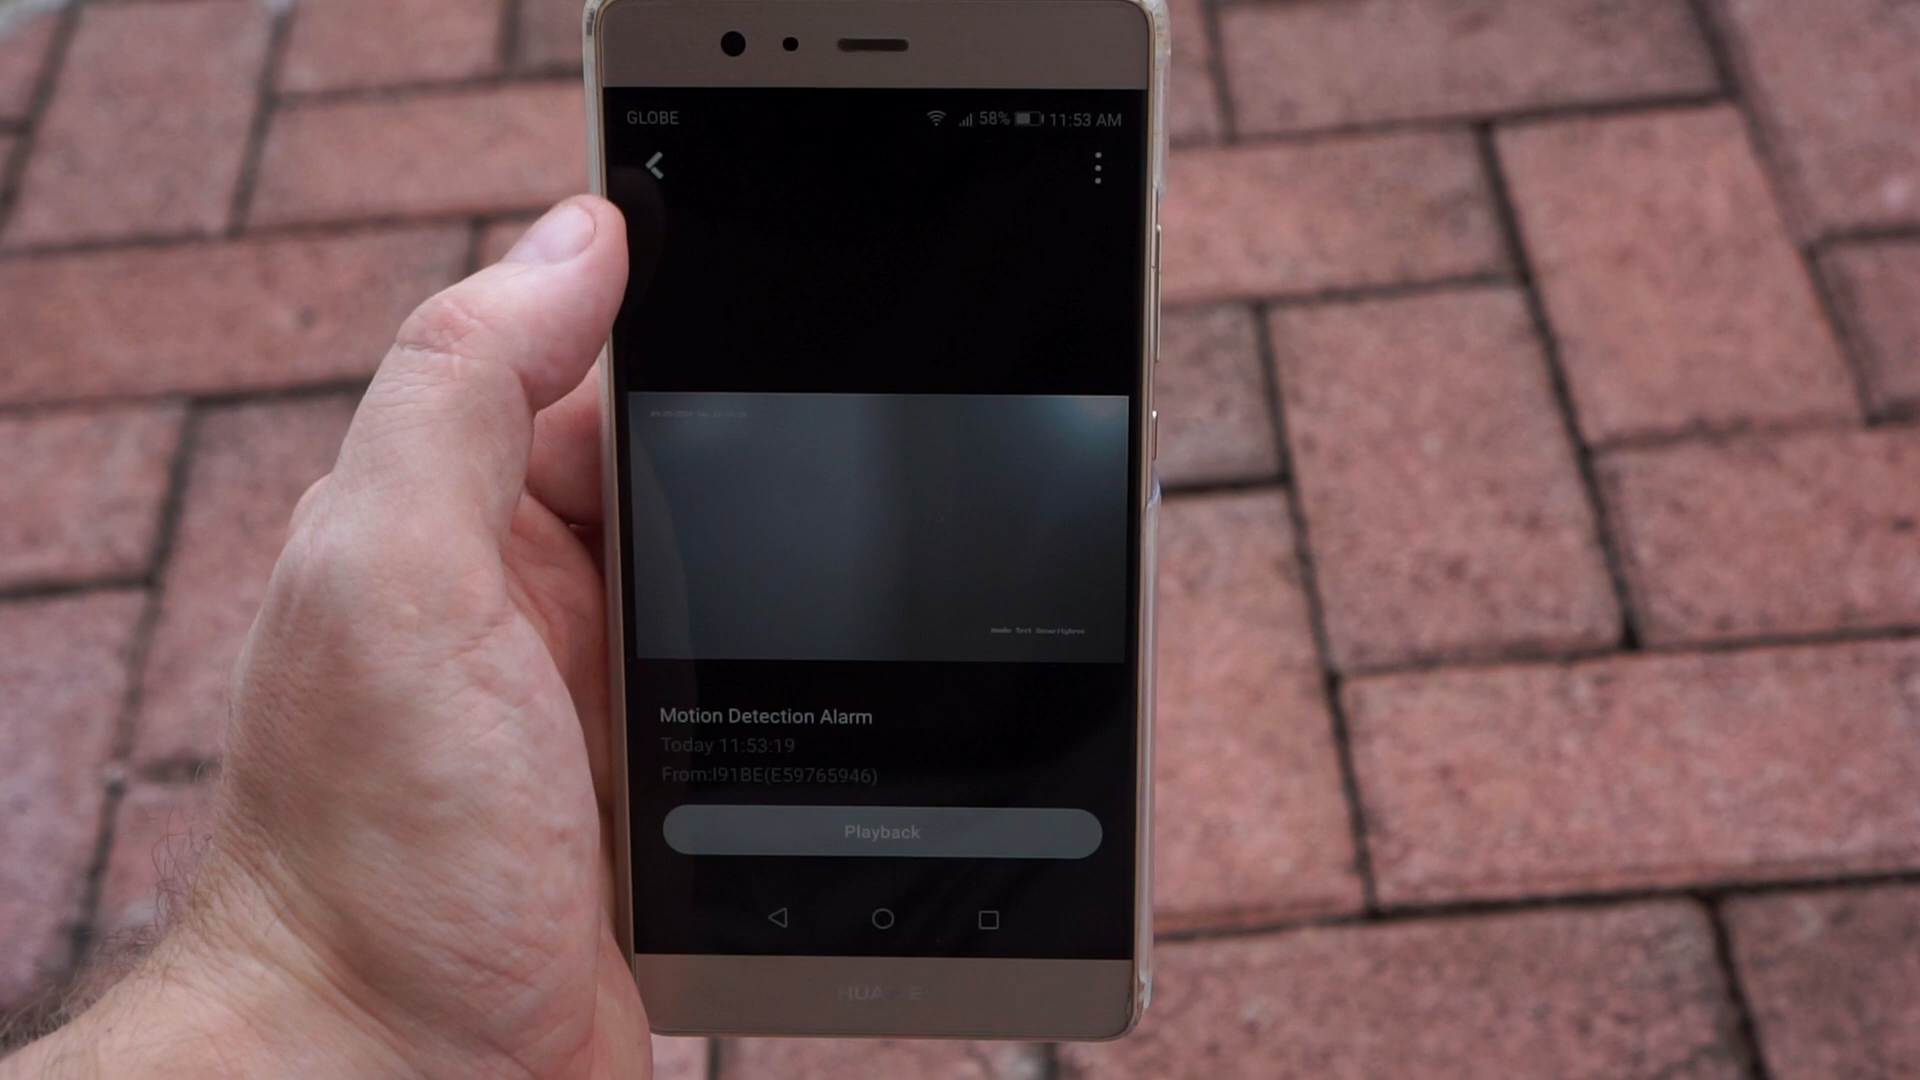 GLOBE
58% 11:53 AM
Motion Detection Alarm
Today 11:53:19
From:I91BE(E59765946)
Playback
HUAWEI